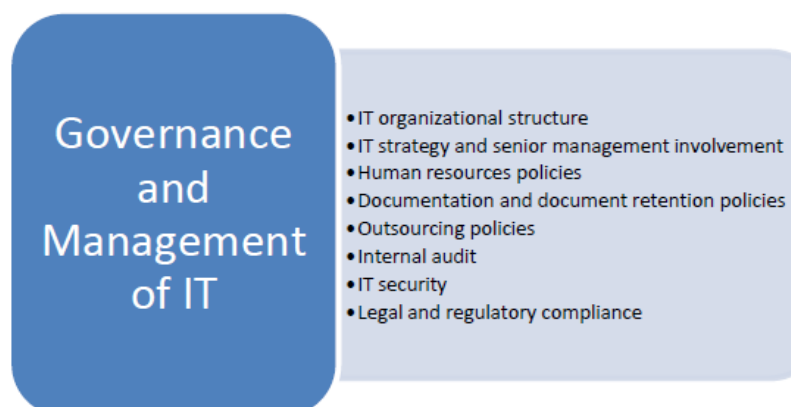 Governance
and
Management
of IT
•IT organizational structure
•IT strategy and senior management involvement
•Human resources policies
•Documentation and document retention policies
•Outsourcing policies
•Internal audit
•IT security
•Legal and regulatory compliance